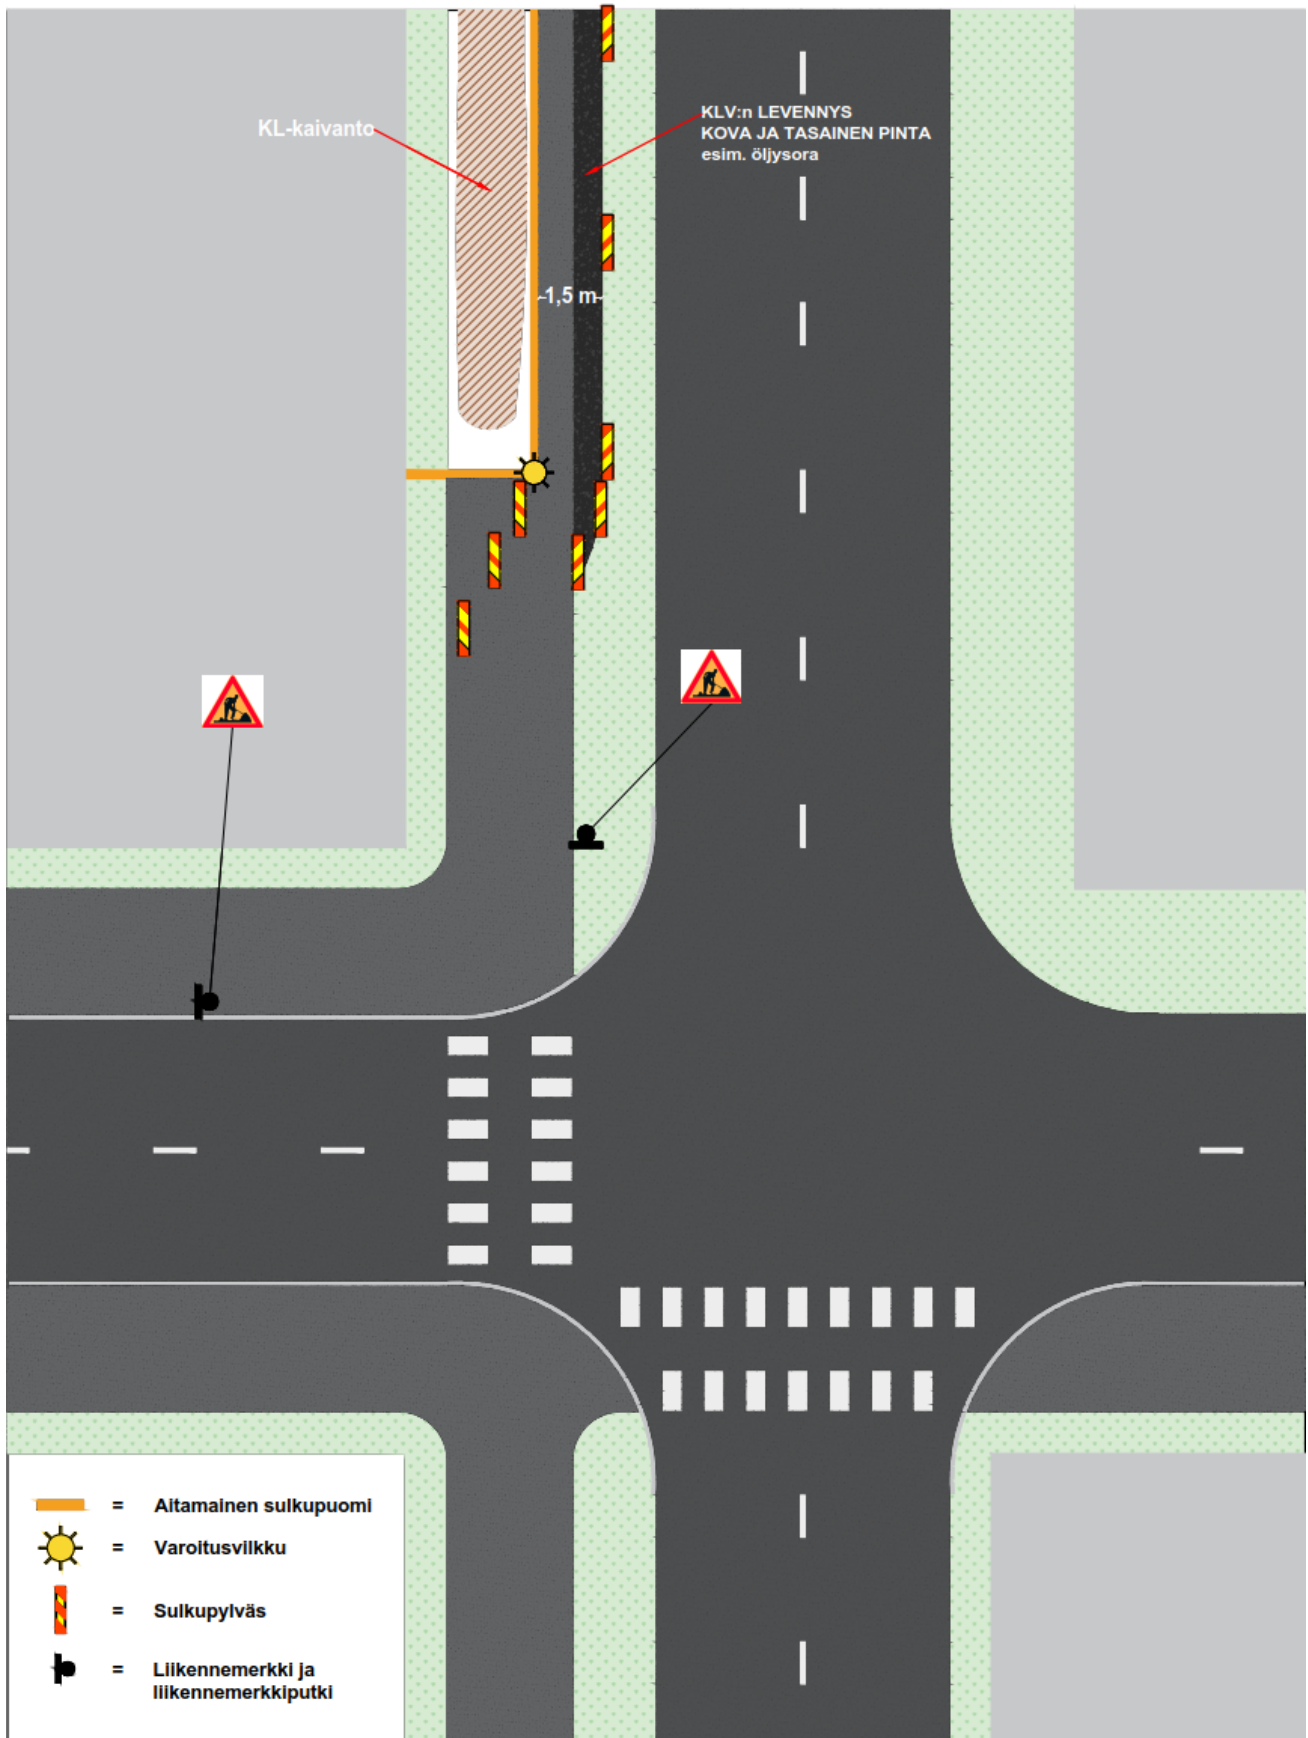 KL-kaivanto
KLV:n LEVENNYS
KOVA JA TASAINEN PINTA
esim. öljysora
1,5 m
= Aitamainen sulkupuomi
= Varoitusvilkku
= Sulkupylväs
= Liikennemerkki ja
liikennemerkkiputki